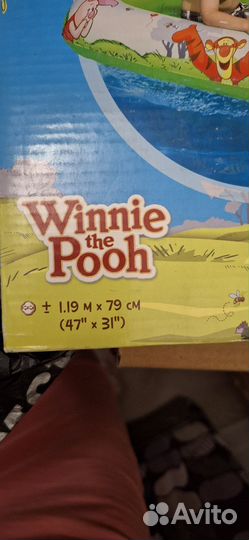 Winnie
the
Pooh
± 1.19 M x 79 CM
(47" x 31")
Avito